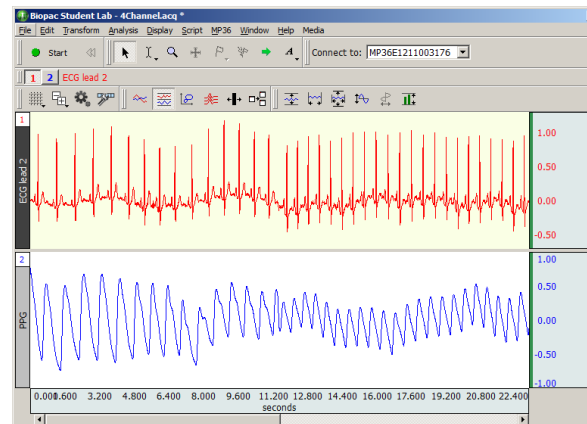 Biopac Student Lab - 4Channel.acq *
File Edit Transform Analysis Display Script MP36 Window Help Media
Start A Connect to: MP36E1211003176
1 2 ECG lead 2
1
ECG lead 2
1.00
0.50
0.00
-0.50
2
PPG
1.00
0.50
0.00
-0.50
-1.00
0.000 1.600 3.200 4.800 6.400 8.000 9.600 11.200 12.800 14.400 16.000 17.600 19.200 20.800 22.400
seconds